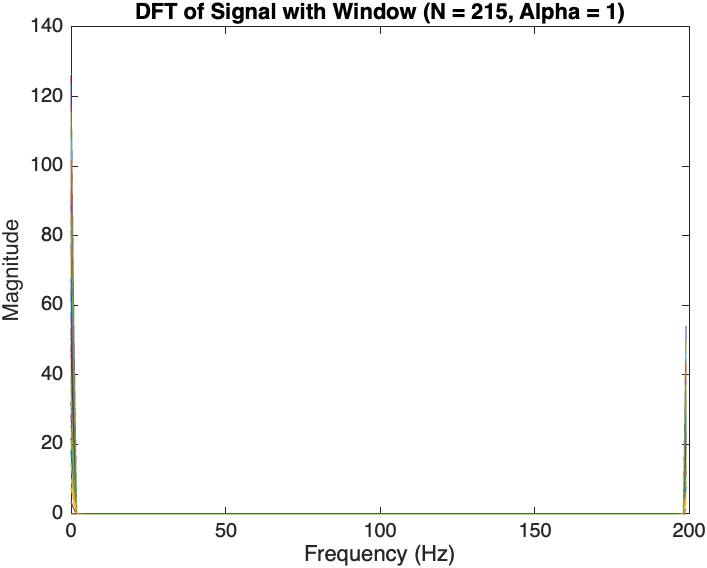 DFT of Signal with Window (N = 215, Alpha = 1)
140
120
100
80
60
40
20
0
Magnitude
0 50 100 150 200
Frequency (Hz)